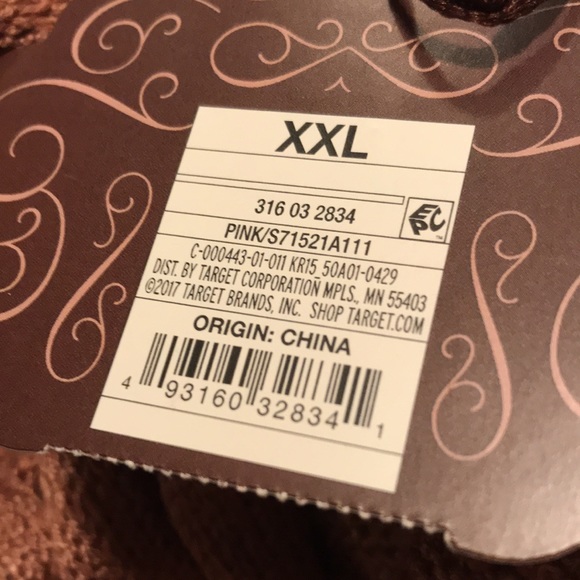 XXL
316 03 2834
EPC™
PINK/S71521A111
C-000443-01-011 KR15_50A01-0429
DIST. BY TARGET CORPORATION MPLS., MN 55403
©2017 TARGET BRANDS, INC. SHOP TARGET.COM
ORIGIN: CHINA
4 93160 32834 1